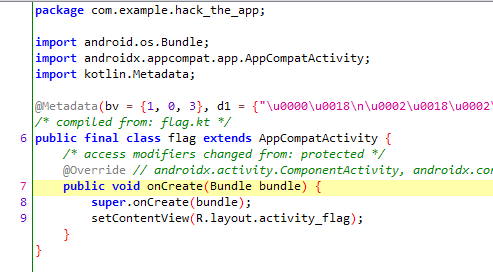 package com.example.hack_the_app;
import android.os.Bundle;
import androidx.appcompat.app.AppCompatActivity;
import kotlin.Metadata;
@Metadata(bv = {1, 0, 3}, d1 = {"\u0000\u0018\n\u0002\u0018\u0002\
/* compiled from: flag.kt */
6 public final class flag extends AppCompatActivity {
/* access modifiers changed from: protected */
@Override // androidx.activity.ComponentActivity, androidx.cor
7 public void onCreate(Bundle bundle) {
8 super.onCreate(bundle);
9 setContentView(R.layout.activity_flag);
}
}